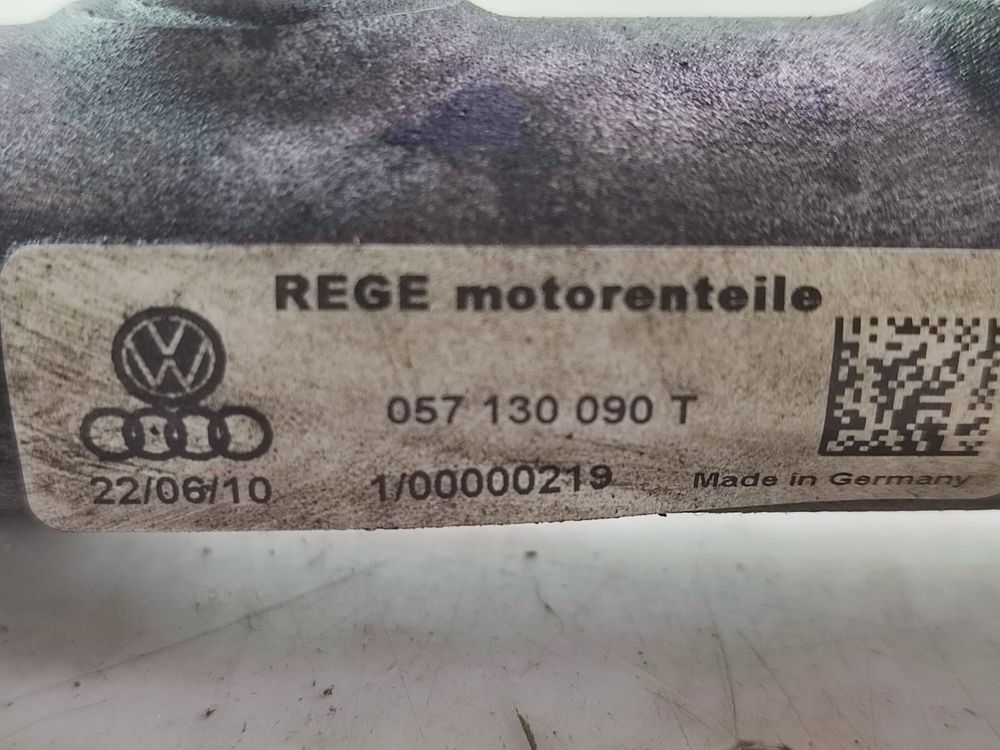 REGE motorenteile
057 130 090 T
22/06/10 1/00000219 Made in Germany